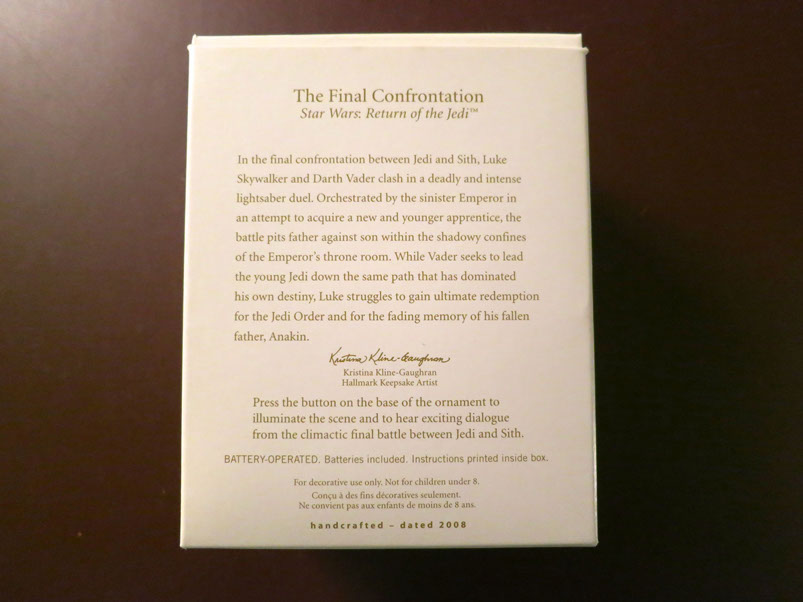 The Final Confrontation
Star Wars: Return of the Jedi™
In the final confrontation between Jedi and Sith, Luke
Skywalker and Darth Vader clash in a deadly and intense
lightsaber duel. Orchestrated by the sinister Emperor in
an attempt to acquire a new and younger apprentice, the
battle pits father against son within the shadowy confines
of the Emperor's throne room. While Vader seeks to lead
the young Jedi down the same path that has dominated
his own destiny, Luke struggles to gain ultimate redemption
for the Jedi Order and for the fading memory of his fallen
father, Anakin.
Kristina Kline-Gaughran
Kristina Kline-Gaughran
Hallmark Keepsake Artist
Press the button on the base of the ornament to
illuminate the scene and to hear exciting dialogue
from the climactic final battle between Jedi and Sith.
BATTERY-OPERATED. Batteries included. Instructions printed inside box.
For decorative use only. Not for children under 8.
Conçu à des fins décoratives seulement.
Ne convient pas aux enfants de moins de 8 ans.
handcrafted – dated 2008